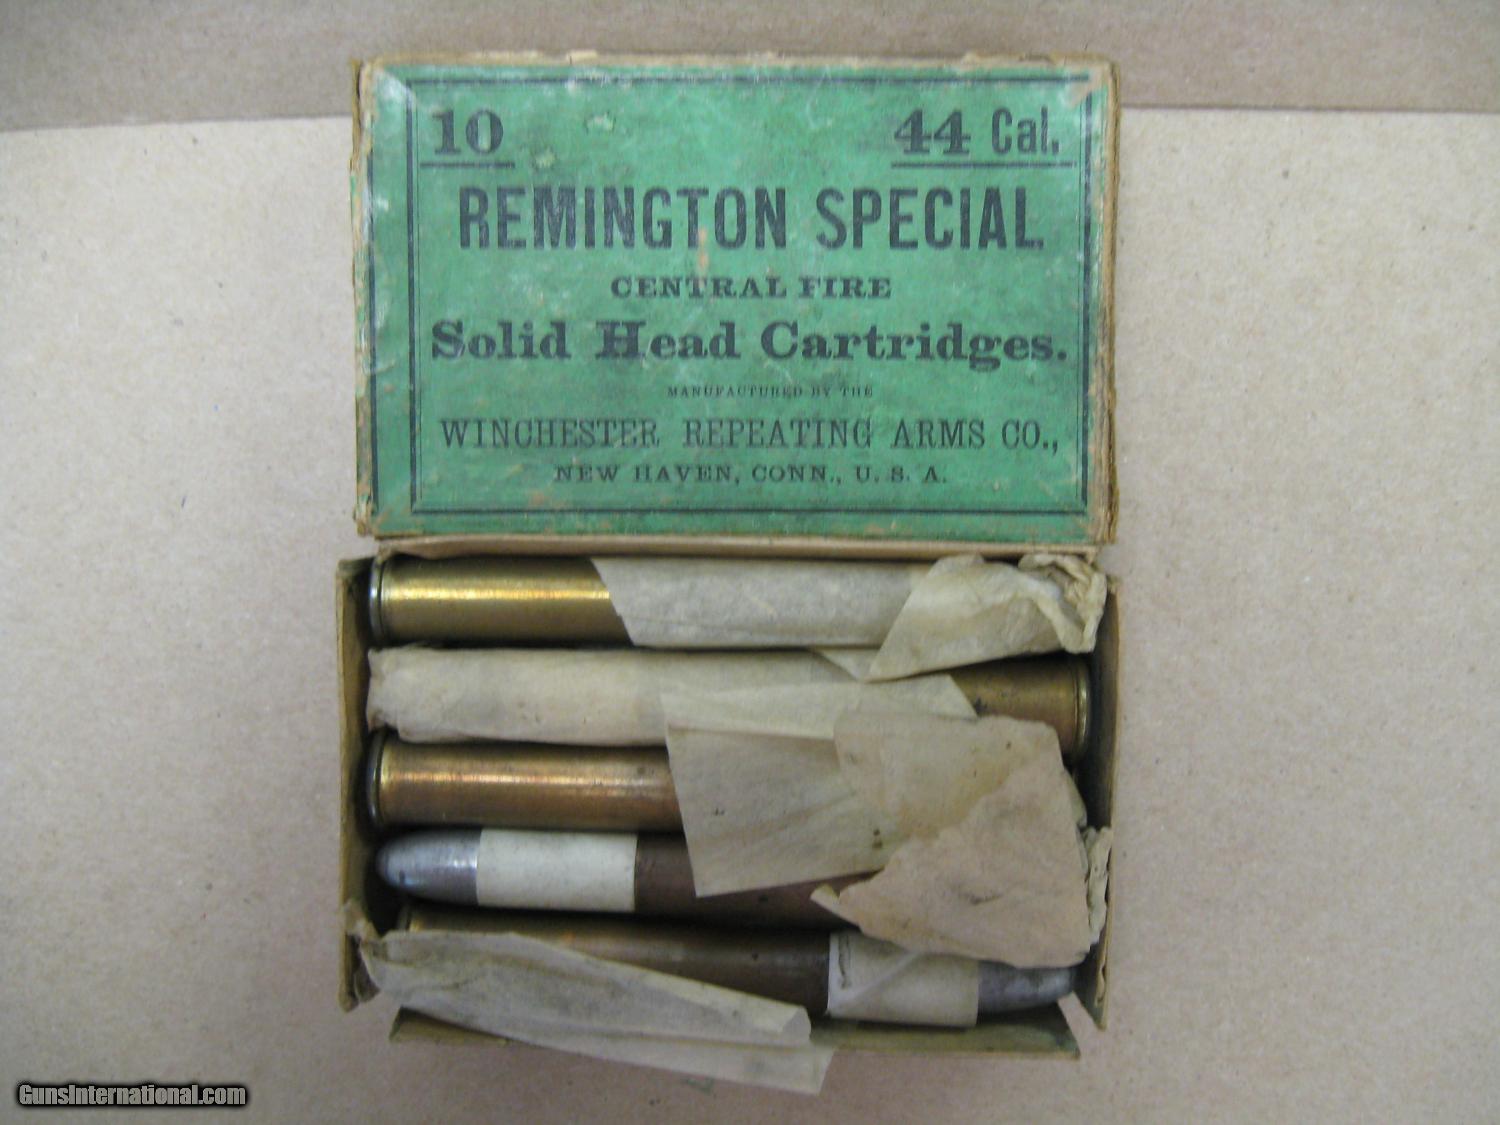 10 44 Cal.
REMINGTON SPECIAL
CENTRAL FIRE
Solid Head Cartridges.
MANUFACTURED BY THE
WINCHESTER REPEATING ARMS CO.,
NEW HAVEN, CONN., U. S. A.
GunsInternational.com